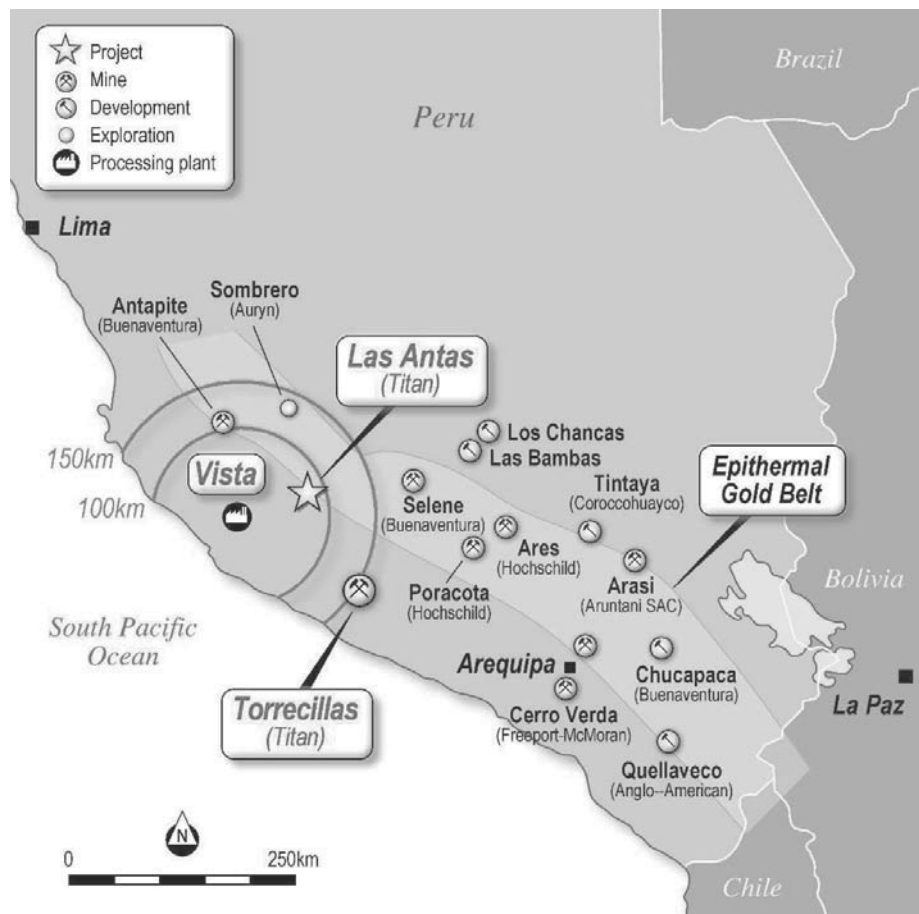 Project
Mine
Development
Exploration
Processing plant
Brazil
Peru
Lima
Sombrero
(Auryn)
Antapite
(Buenaventura)
Las Antas
(Titan)
150km
100km
Vista
Los Chancas
Las Bambas
Epithermal
Gold Belt
Tintaya
(Coroccohuayco)
Selene
(Buenaventura)
Ares
(Hochschild)
Poracota
(Hochschild)
Arasi
(Aruntani SAC)
Bolivia
South Pacific
Ocean
Arequipa
Chucapaca
(Buenaventura)
La Paz
Torrecillas
(Titan)
Cerro Verda
(Freeport-McMoran)
Quellaveco
(Anglo--American)
N
0 250km
Chile